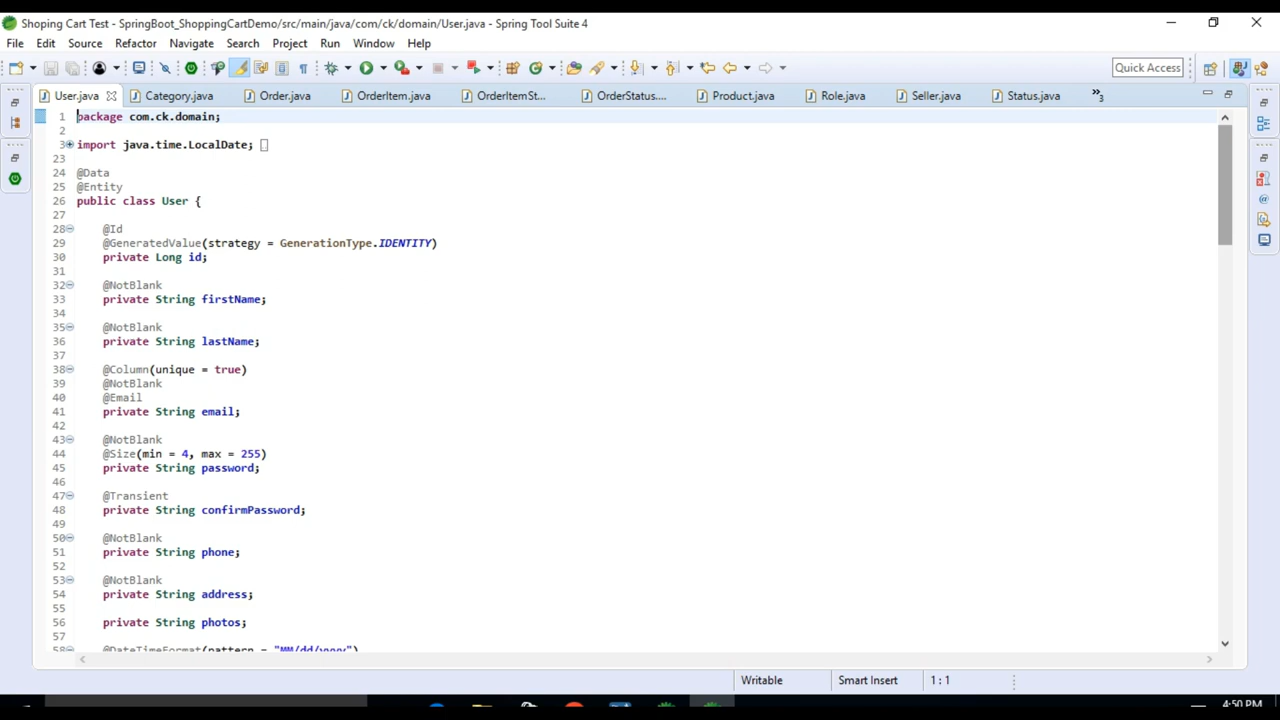 Shoping Cart Test - SpringBoot_ShoppingCartDemo/src/main/java/com/ck/domain/User.java - Spring Tool Suite 4
File Edit Source Refactor Navigate Search Project Run Window Help
Quick Access
User.java Category.java Order.java OrderItem.java OrderItemSt... OrderStatus.... Product.java Role.java Seller.java Status.java »3
1 package com.ck.domain;
2
3 import java.time.LocalDate;
23
24 @Data
25 @Entity
26 public class User {
27
28 @Id
29 @GeneratedValue(strategy = GenerationType.IDENTITY)
30 private Long id;
31
32 @NotBlank
33 private String firstName;
34
35 @NotBlank
36 private String lastName;
37
38 @Column(unique = true)
39 @NotBlank
40 @Email
41 private String email;
42
43 @NotBlank
44 @Size(min = 4, max = 255)
45 private String password;
46
47 @Transient
48 private String confirmPassword;
49
50 @NotBlank
51 private String phone;
52
53 @NotBlank
54 private String address;
55
56 private String photos;
57
58 @DateTimeFormat(pattern = "MM/dd/yyyy")
Writable Smart Insert 1 : 1
4:50 PM